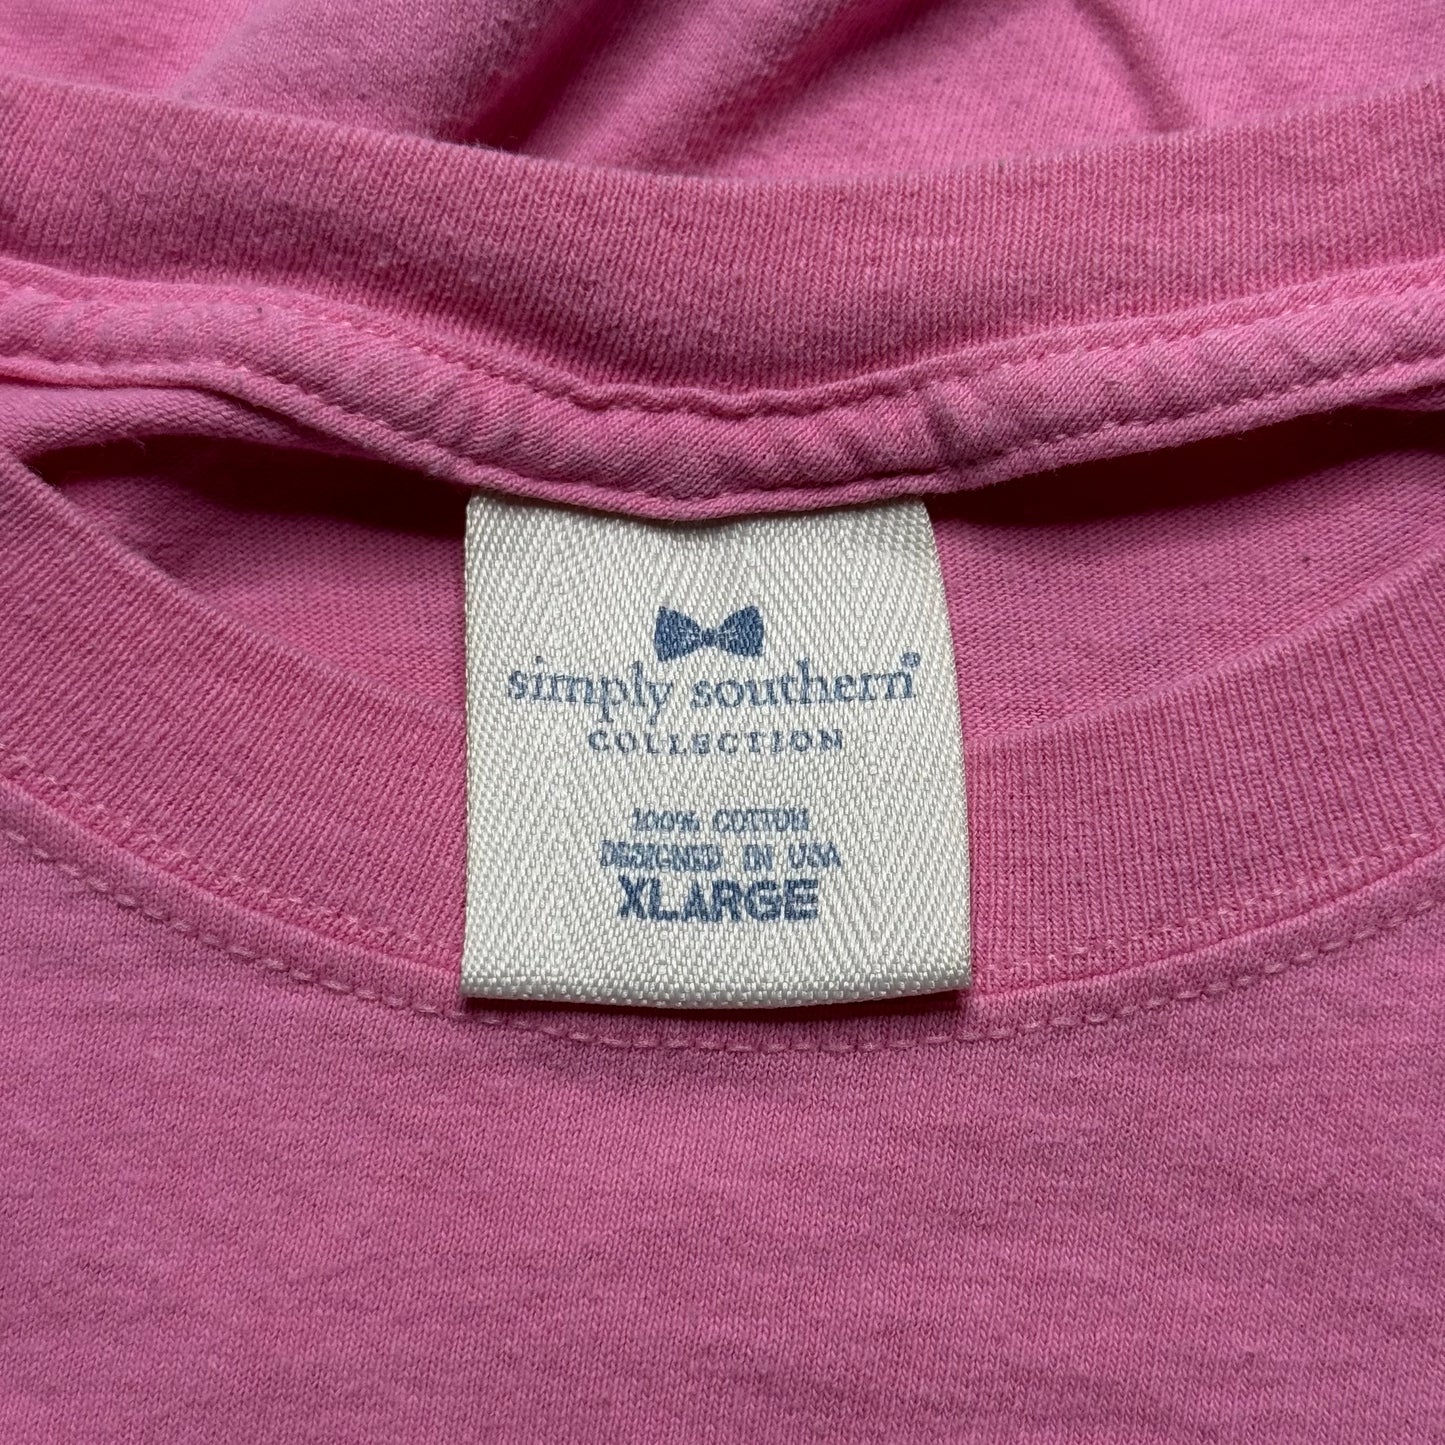 simply southern®
COLLECTION
100% COTTON
DESIGNED IN USA
XLARGE